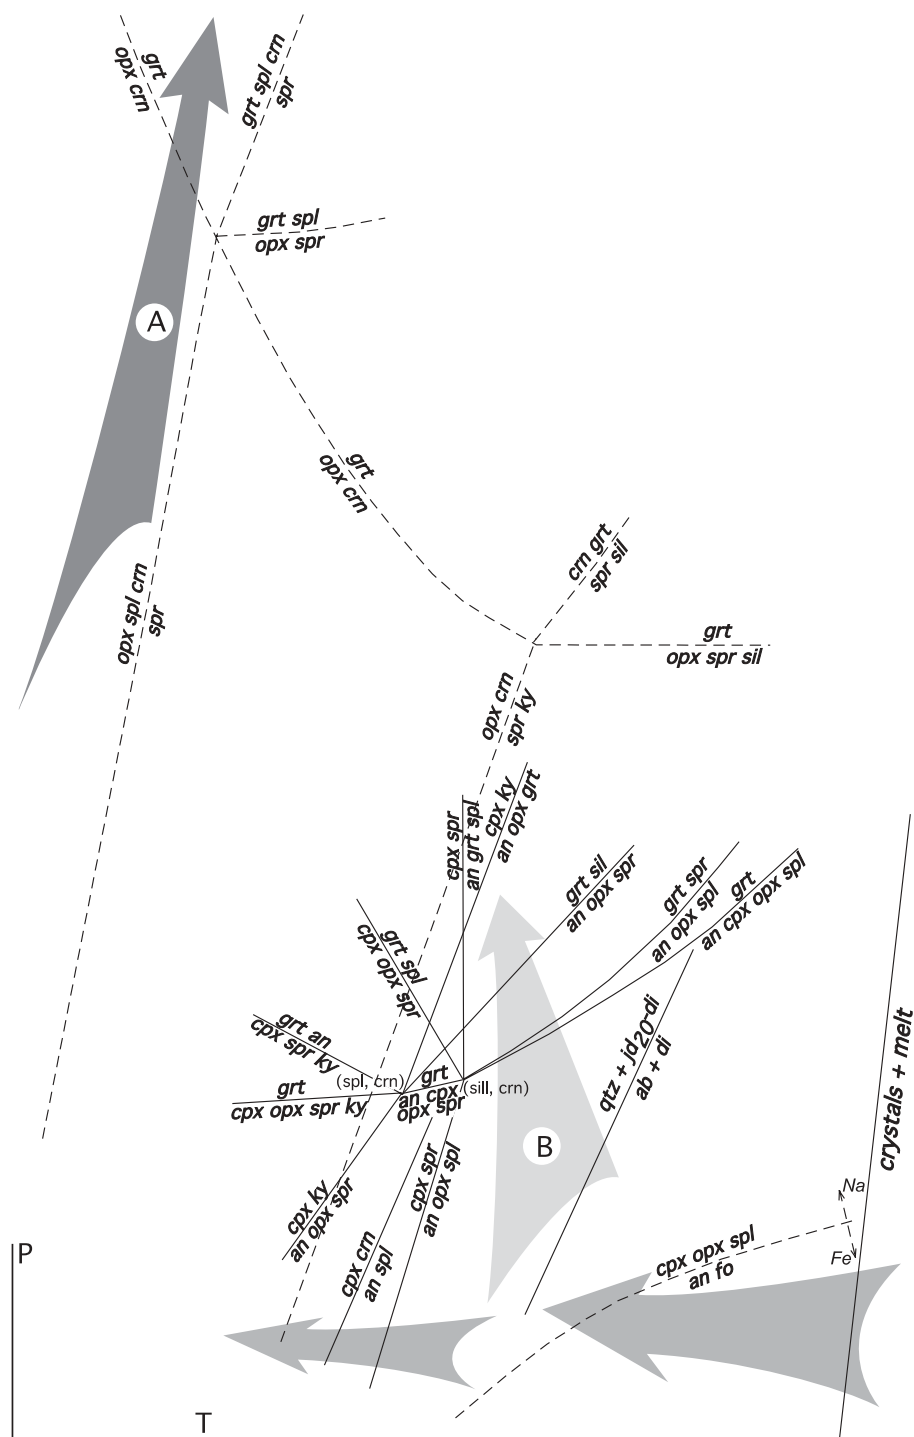 grt
opx crn
grt spl crn
spr
grt spl
opx spr
A
grt
opx crn
opx spl crn
spr
crn grt
spr sil
grt
opx spr sil
opx crn
spr ky
cpx spr
an grt spl
cpx ky
an opx grt
grt sil
an opx spr
grt spr
an opx spl
grt
an cpx opx spl
grt spl
cpx opx spr
grt an
cpx spr ky
(spl, crn)
grt
cpx opx spr ky
grt
an cpx
opx spr
(sill, crn)
qtz + jd20-di
ab + di
crystals + melt
B
cpx spr
an opx spl
cpx ky
an opx spr
cpx crn
an spl
Na
Fe
cpx opx spl
an fo
P
T